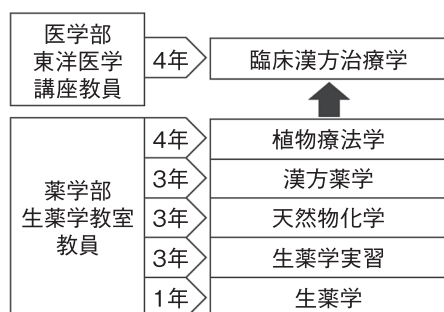 医学部
東洋医学
講座教員
4年
臨床漢方治療学
薬学部
生薬学教室
教員
4年
植物療法学
3年
漢方薬学
3年
天然物化学
3年
生薬学実習
1年
生薬学